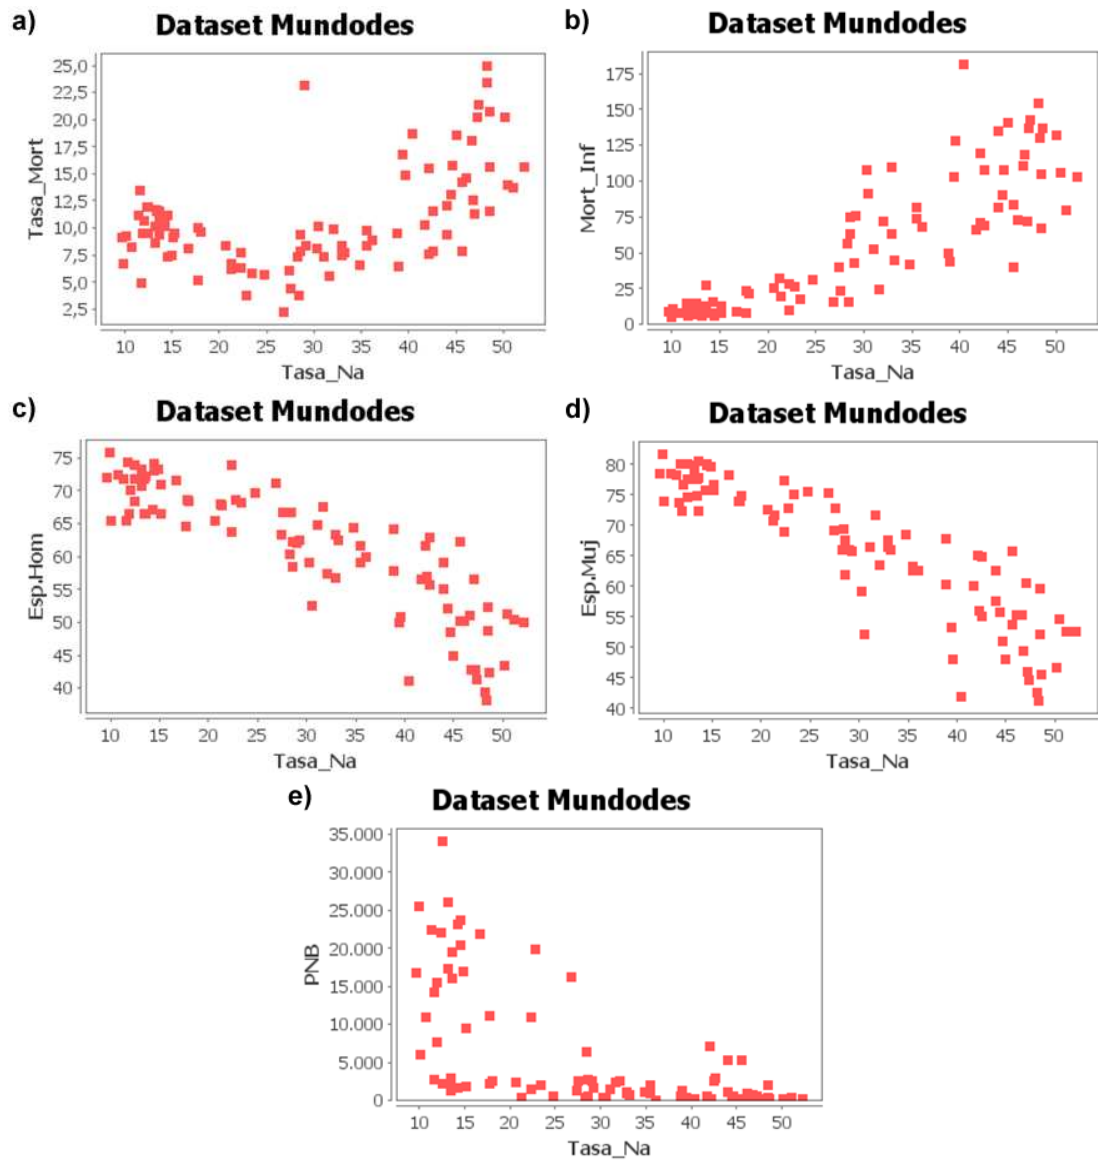 a)
Dataset Mundodes
25,0
22,5
20,0
17,5
15,0
12,5
10,0
7,5
5,0
2,5
Tasa_Mort
10 15 20 25 30 35 40 45 50
Tasa_Na
b)
Dataset Mundodes
175
150
125
100
75
50
25
0
Mort_Inf
10 15 20 25 30 35 40 45 50
Tasa_Na
c)
Dataset Mundodes
75
70
65
60
55
50
45
40
Esp.Hom
10 15 20 25 30 35 40 45 50
Tasa_Na
d)
Dataset Mundodes
80
75
70
65
60
55
50
45
40
Esp.Muj
10 15 20 25 30 35 40 45 50
Tasa_Na
e)
Dataset Mundodes
35.000
30.000
25.000
20.000
15.000
10.000
5.000
0
PNB
10 15 20 25 30 35 40 45 50
Tasa_Na